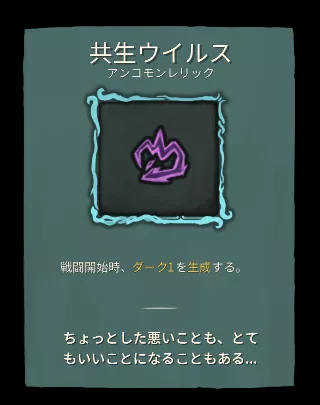 共生ウイルス
アンコモンレリック
戦闘開始時、ダーク1を生成する。
ちょっとした悪いことも、とて
もいいことになることもある...